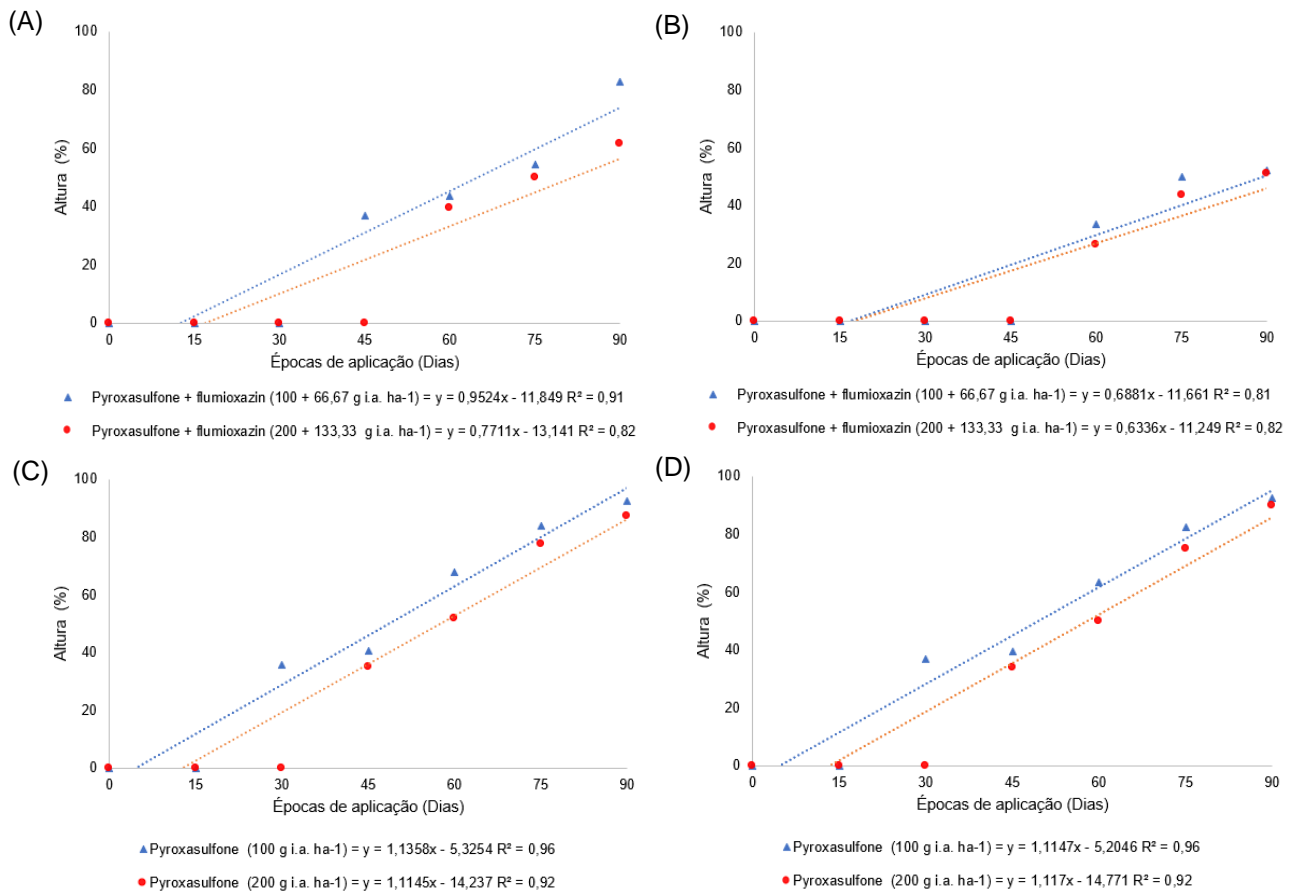 (A)
100
80
60
40
20
0
Altura (%)
0 15 30 45 60 75 90
Épocas de aplicação (Dias)
Pyroxasulfone + flumioxazin (100 + 66,67 g i.a. ha-1) = y = 0,9524x - 11,849 R² = 0,91
Pyroxasulfone + flumioxazin (200 + 133,33 g i.a. ha-1) = y = 0,7711x - 13,141 R² = 0,82
(B)
100
80
60
40
20
0
Altura (%)
0 15 30 45 60 75 90
Épocas de aplicação (Dias)
Pyroxasulfone + flumioxazin (100 + 66,67 g i.a. ha-1) = y = 0,6881x - 11,661 R² = 0,81
Pyroxasulfone + flumioxazin (200 + 133,33 g i.a. ha-1) = y = 0,6336x - 11,249 R² = 0,82
(C)
100
80
60
40
20
0
Altura (%)
0 15 30 45 60 75 90
Épocas de aplicação (Dias)
Pyroxasulfone (100 g i.a. ha-1) = y = 1,1358x - 5,3254 R² = 0,96
Pyroxasulfone (200 g i.a. ha-1) = y = 1,1145x - 14,237 R² = 0,92
(D)
100
80
60
40
20
0
Altura (%)
0 15 30 45 60 75 90
Épocas de aplicação (Dias)
Pyroxasulfone (100 g i.a. ha-1) = y = 1,1147x - 5,2046 R² = 0,96
Pyroxasulfone (200 g i.a. ha-1) = y = 1,117x - 14,771 R² = 0,92